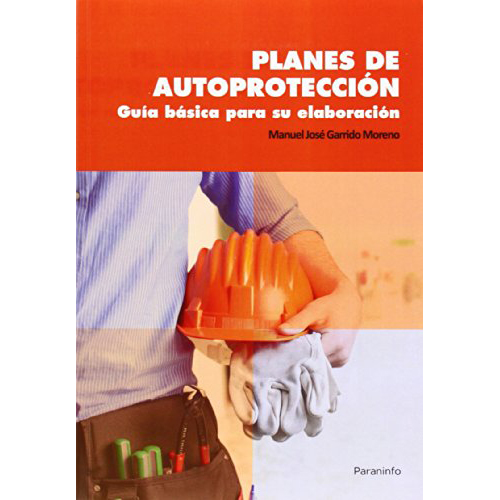 PLANES DE
AUTOPROTECCIÓN
Guía básica para su elaboración
Manuel José Garrido Moreno
Paraninfo